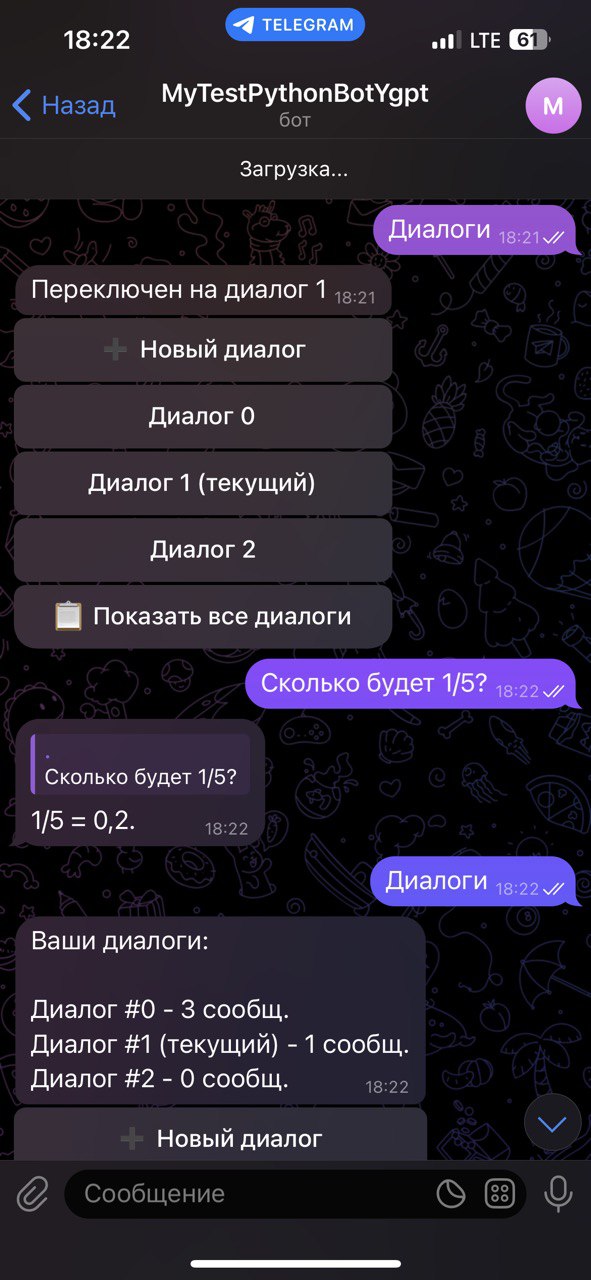 18:22
TELEGRAM
LTE
61
Назад
MyTestPythonBotYgpt
бот
М
Загрузка...
Диалоги 18:21
Переключен на диалог 1 18:21
Новый диалог
Диалог 0
Диалог 1 (текущий)
Диалог 2
Показать все диалоги
Сколько будет 1/5? 18:22
.
Сколько будет 1/5?
1/5 = 0,2. 18:22
Диалоги 18:22
Ваши диалоги:
Диалог #0 - 3 сообщ.
Диалог #1 (текущий) - 1 сообщ.
Диалог #2 - 0 сообщ. 18:22
Новый диалог
Сообщение